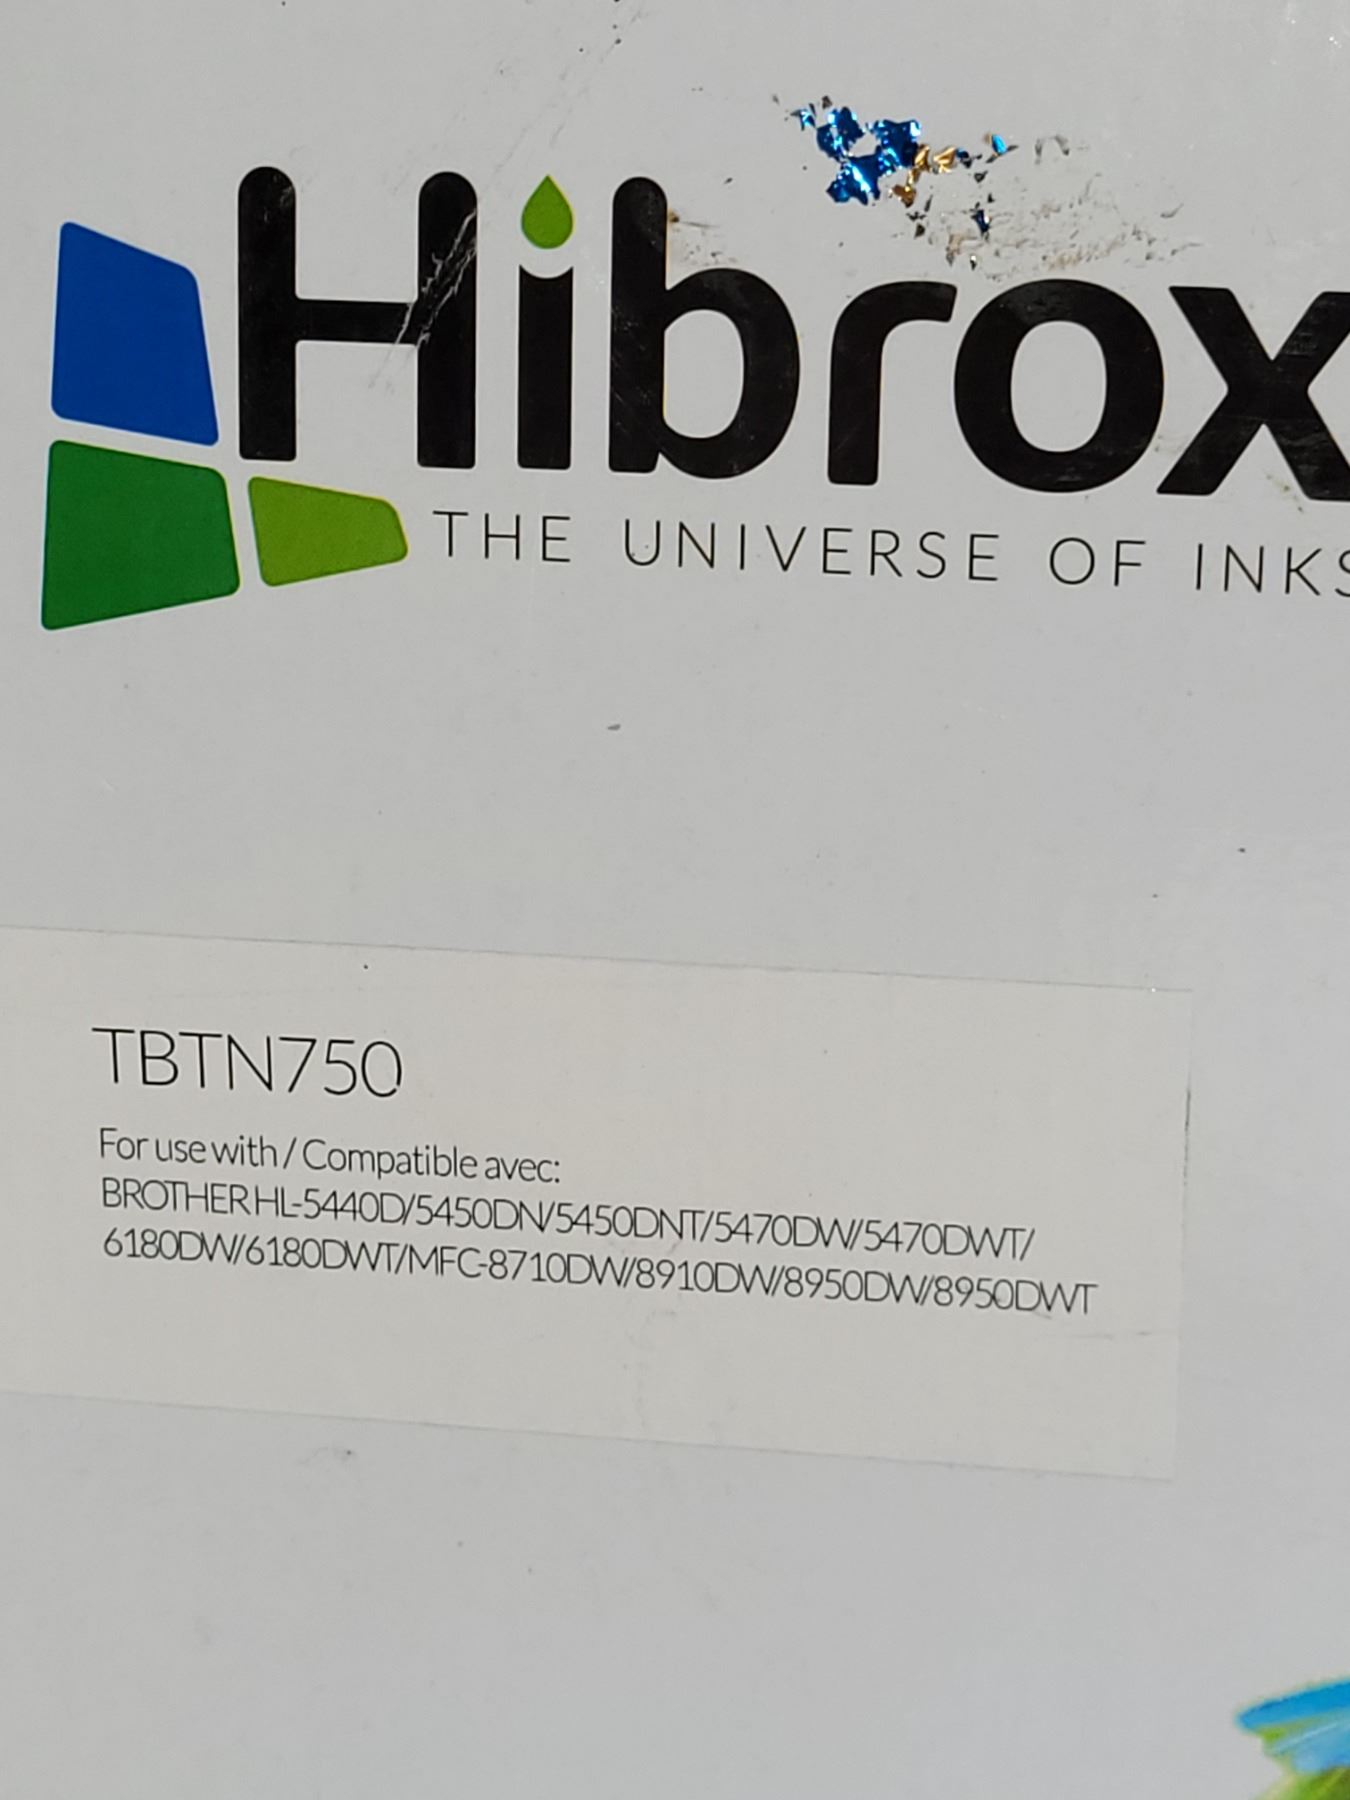 Hibrox
THE UNIVERSE OF INKS
TBTN750
For use with / Compatible avec:
BROTHER HL-5440D/5450DN/5450DNT/5470DW/5470DWT/
6180DW/6180DWT/MFC-8710DW/8910DW/8950DW/8950DWT